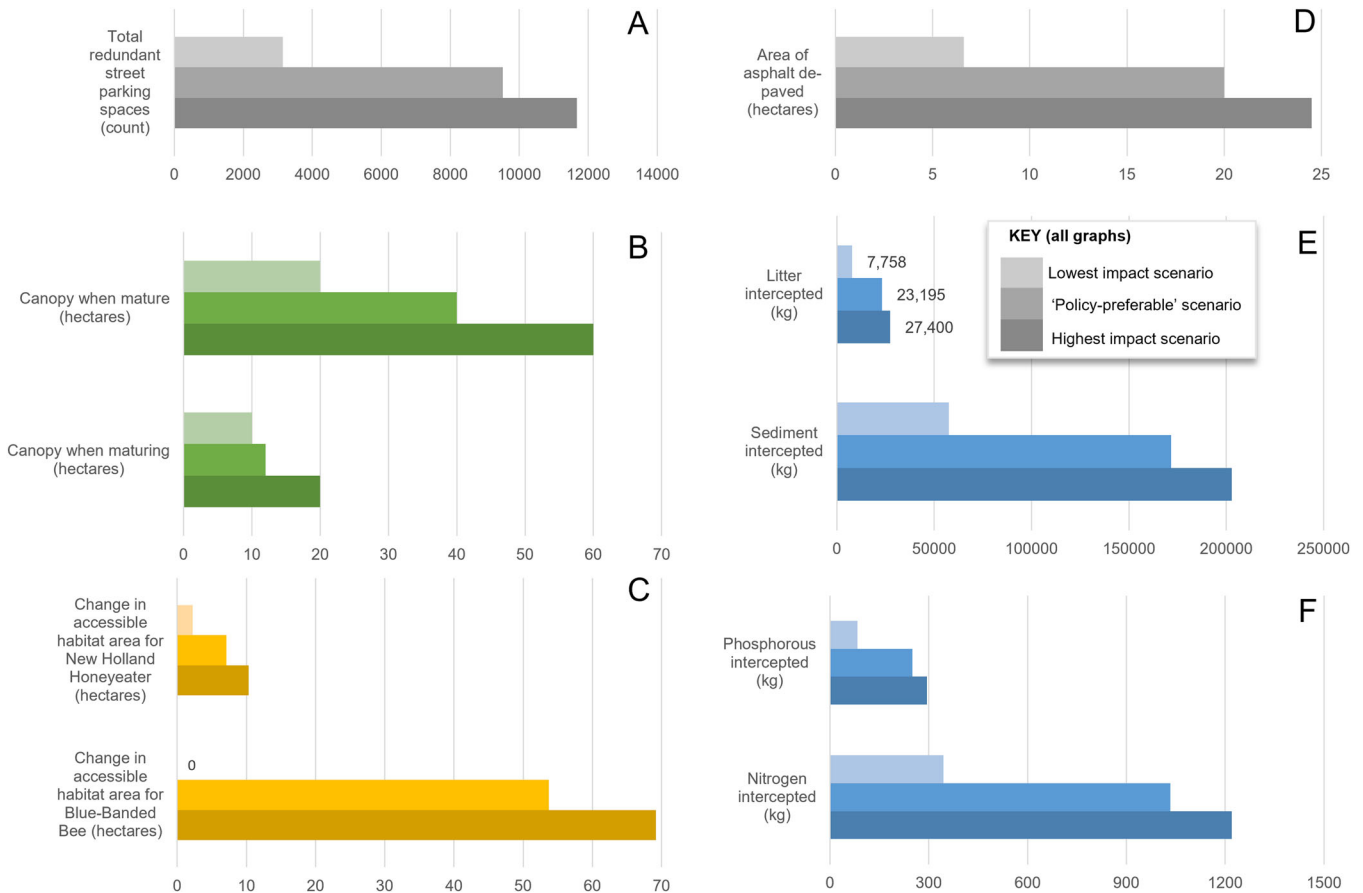 A
Total
redundant
street
parking
spaces
(count)
0 2000 4000 6000 8000 10000 12000 14000
D
Area of
asphalt de-
paved
(hectares)
0 5 10 15 20 25
B
Canopy when mature
(hectares)
Canopy when maturing
(hectares)
0 10 20 30 40 50 60 70
E
KEY (all graphs)
Lowest impact scenario
‘Policy-preferable’ scenario
Highest impact scenario
Litter
intercepted
(kg)
7,758
23,195
27,400
Sediment
intercepted
(kg)
0 50000 100000 150000 200000 250000
C
Change in
accessible
habitat area for
New Holland
Honeyeater
(hectares)
Change in
accessible
habitat area for
Blue-Banded
Bee (hectares)
0
0 10 20 30 40 50 60 70
F
Phosphorous
intercepted
(kg)
Nitrogen
intercepted
(kg)
0 300 600 900 1200 1500